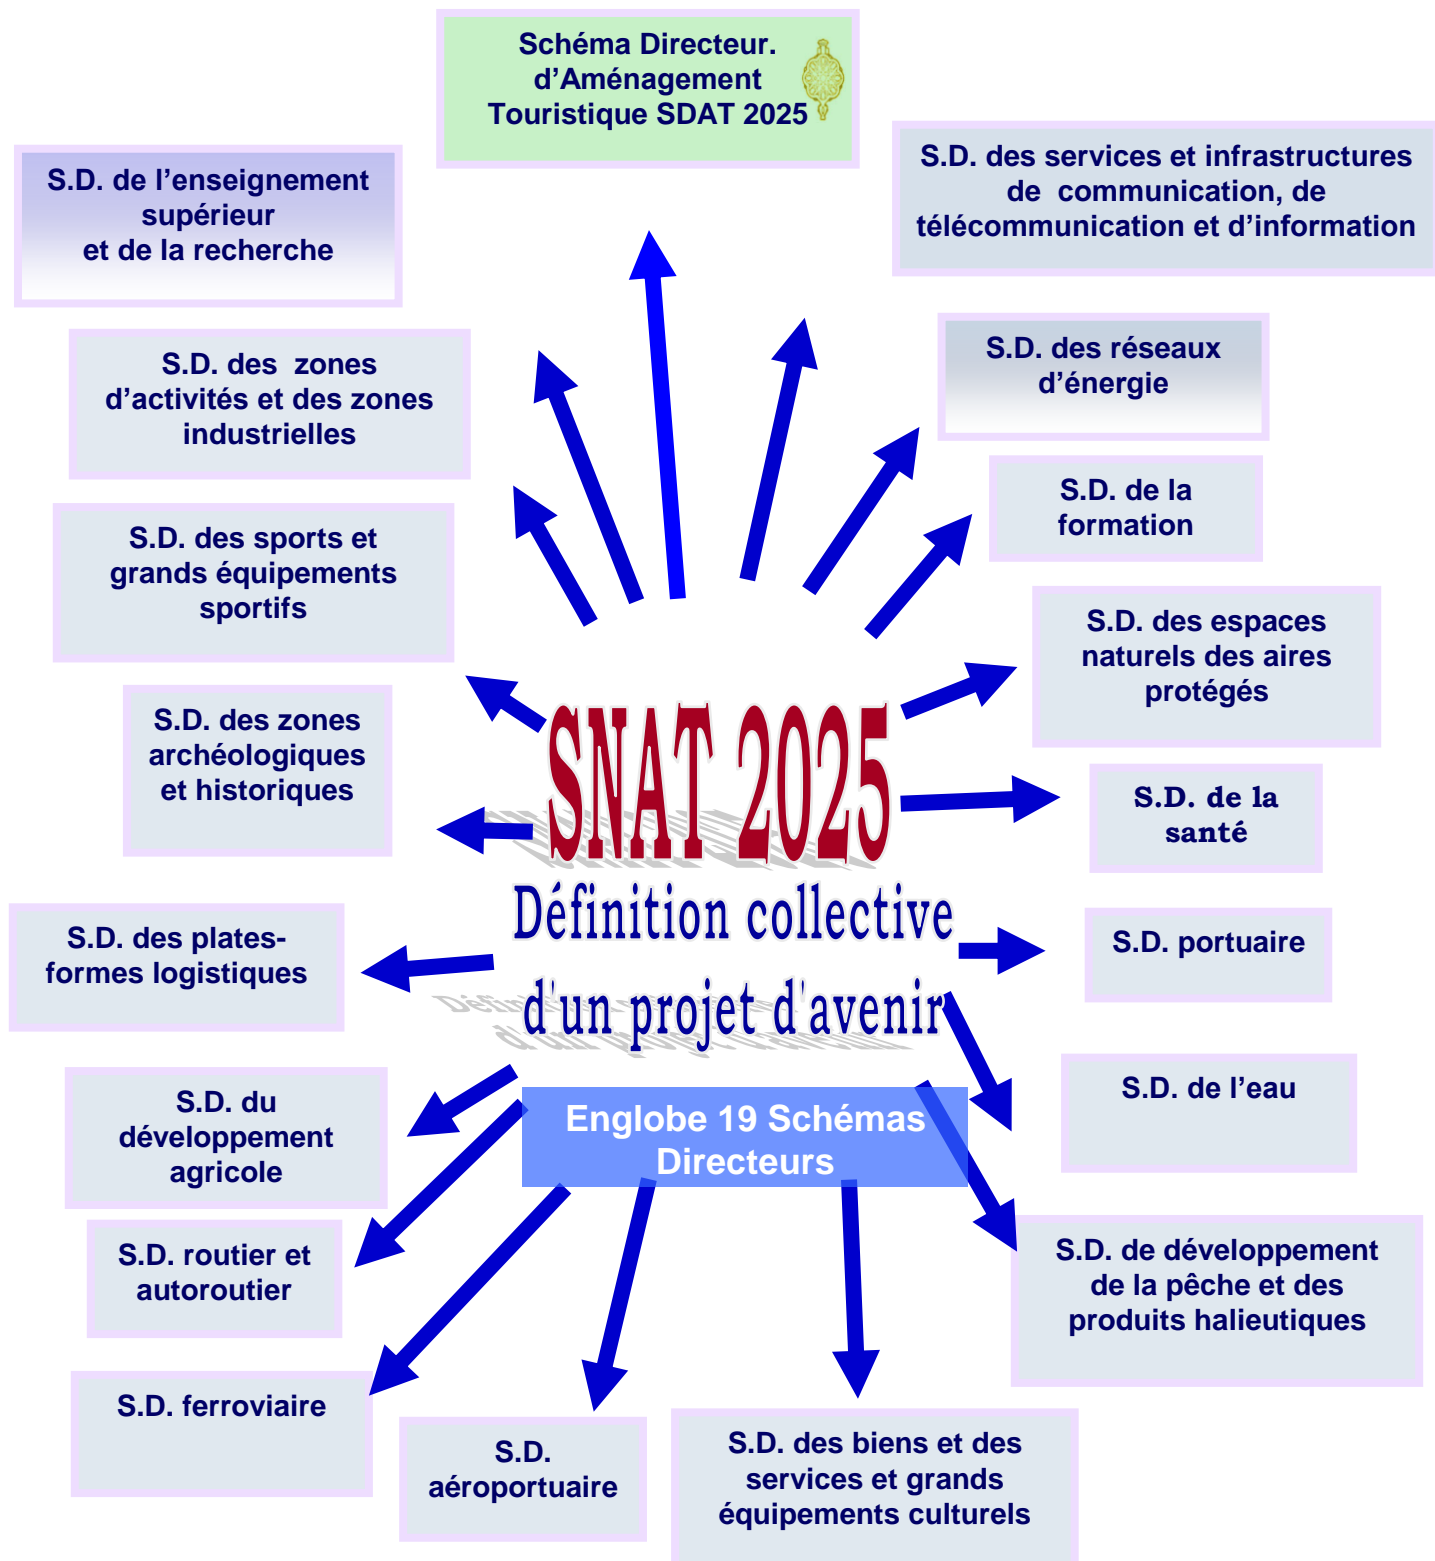 Schéma Directeur.
d’Aménagement
Touristique SDAT 2025
S.D. des services et infrastructures
de communication, de
télécommunication et d’information
S.D. de l’enseignement
supérieur
et de la recherche
S.D. des réseaux
d’énergie
S.D. des zones
d’activités et des zones
industrielles
S.D. de la
formation
S.D. des sports et
grands équipements
sportifs
S.D. des espaces
naturels des aires
protégés
S.D. des zones
archéologiques
et historiques
SNAT 2025
S.D. de la
santé
Définition collective
d'un projet d'avenir
S.D. des plates-
formes logistiques
S.D. portuaire
S.D. de l’eau
S.D. du
développement
agricole
Englobe 19 Schémas
Directeurs
S.D. routier et
autoroutier
S.D. de développement
de la pêche et des
produits halieutiques
S.D. ferroviaire
S.D.
aéroportuaire
S.D. des biens et des
services et grands
équipements culturels